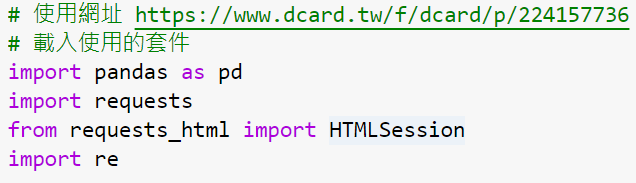 # 使用網址 https://www.dcard.tw/f/dcard/p/224157736
# 載入使用的套件
import pandas as pd
import requests
from requests_html import HTMLSession
import re